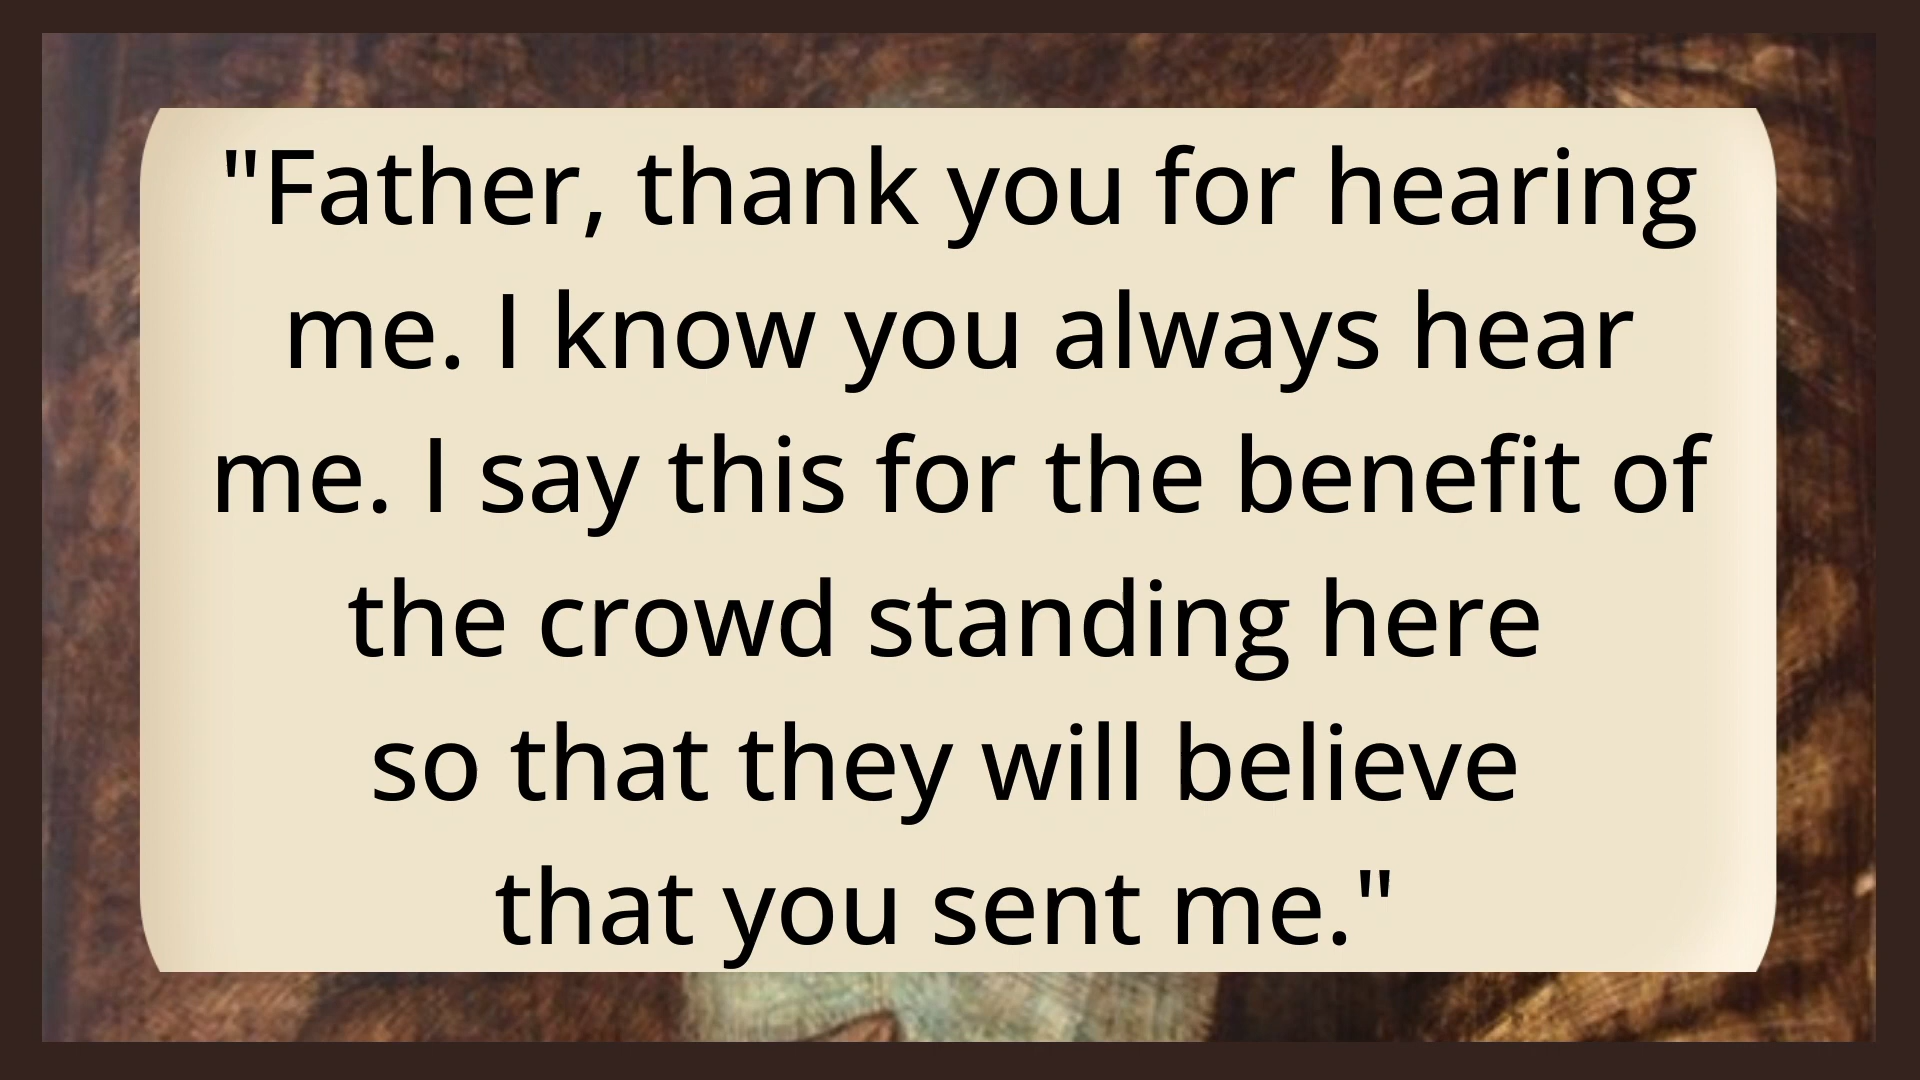 "Father, thank you for hearing
me. I know you always hear
me. I say this for the benefit of
the crowd standing here
so that they will believe
that you sent me."